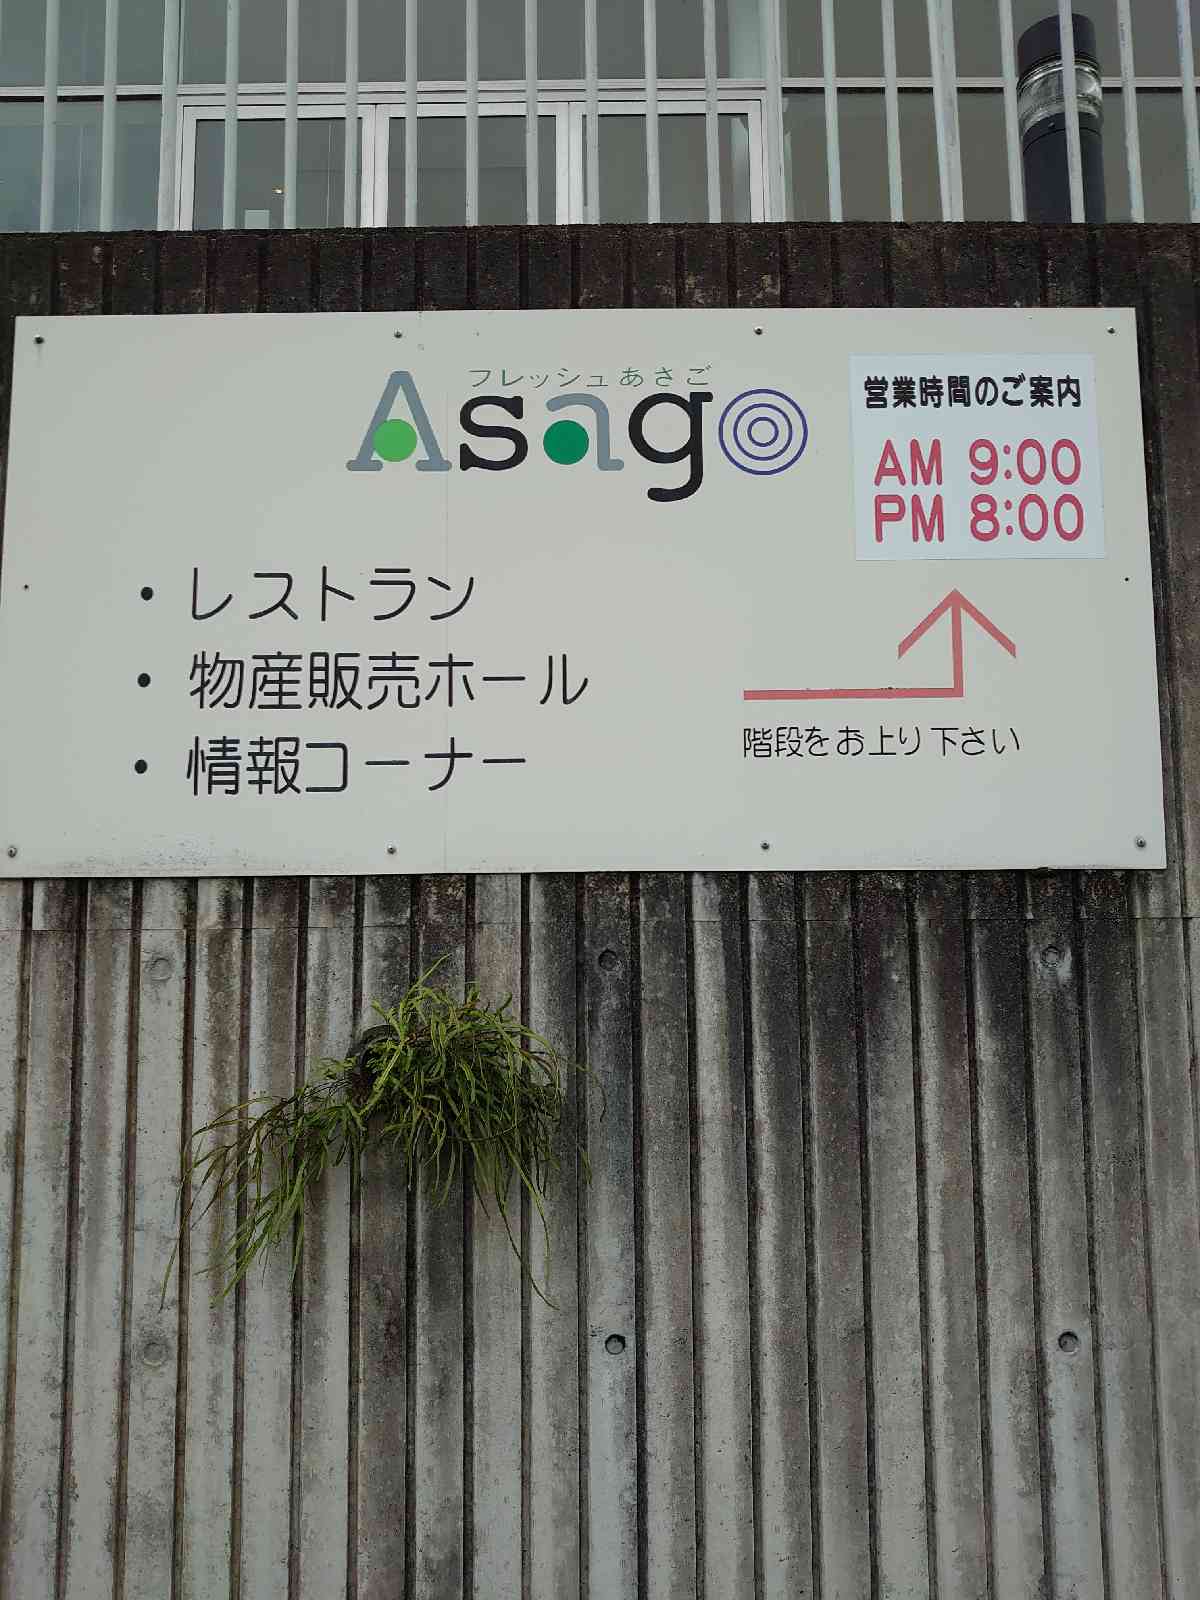 フレッシュあさご
Asago
営業時間のご案内
AM 9:00
PM 8:00
・レストラン
・物産販売ホール
・情報コーナー
階段をお上り下さい